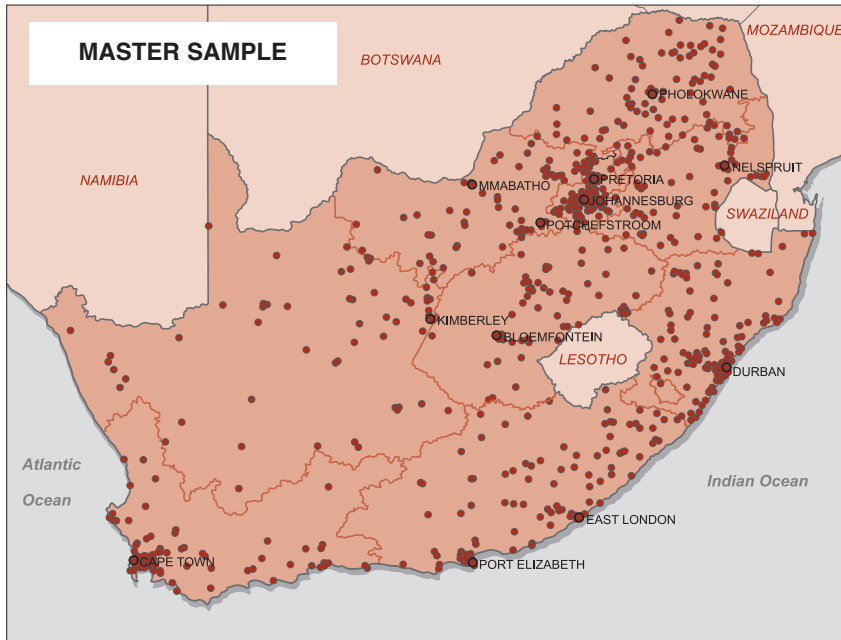 MOZAMBIQUE
MASTER SAMPLE
BOTSWANA
PHOLOKWANE
NELSPRUIT
NAMIBIA
PRETORIA
MMABATHO
JOHANNESBURG
SWAZILAND
POTCHEFSTROOM
KIMBERLEY
BLOEMFONTEIN
LESOTHO
DURBAN
Atlantic
Ocean
Indian Ocean
EAST LONDON
CAPE TOWN
PORT ELIZABETH